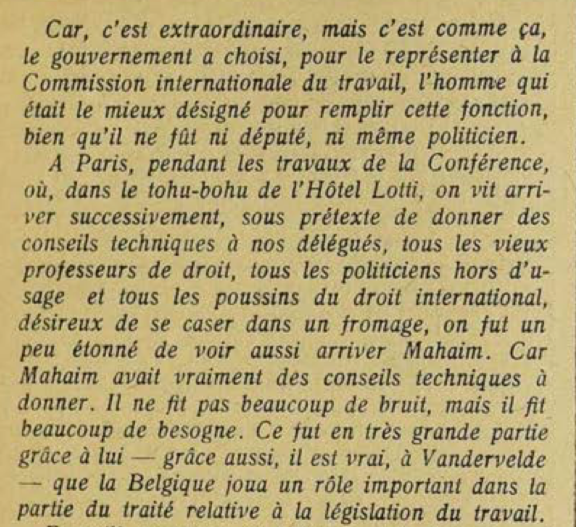 Car, c'est extraordinaire, mais c'est comme ça,
le gouvernement a choisi, pour le représenter à la
Commission internationale du travail, l'homme qui
était le mieux désigné pour remplir cette fonction,
bien qu'il ne fût ni député, ni même politicien.
A Paris, pendant les travaux de la Conférence,
où, dans le tohu-bohu de l'Hôtel Lotti, on vit arri-
ver successivement, sous prétexte de donner des
conseils techniques à nos délégués, tous les vieux
professeurs de droit, tous les politiciens hors d'u-
sage et tous les poussins du droit international,
désireux de se caser dans un fromage, on fut un
peu étonné de voir aussi arriver Mahaim. Car
Mahaim avait vraiment des conseils techniques à
donner. Il ne fit pas beaucoup de bruit, mais il fit
beaucoup de besogne. Ce fut en très grande partie
grâce à lui — grâce aussi, il est vrai, à Vandervelde
— que la Belgique joua un rôle important dans la
partie du traité relative à la législation du travail.